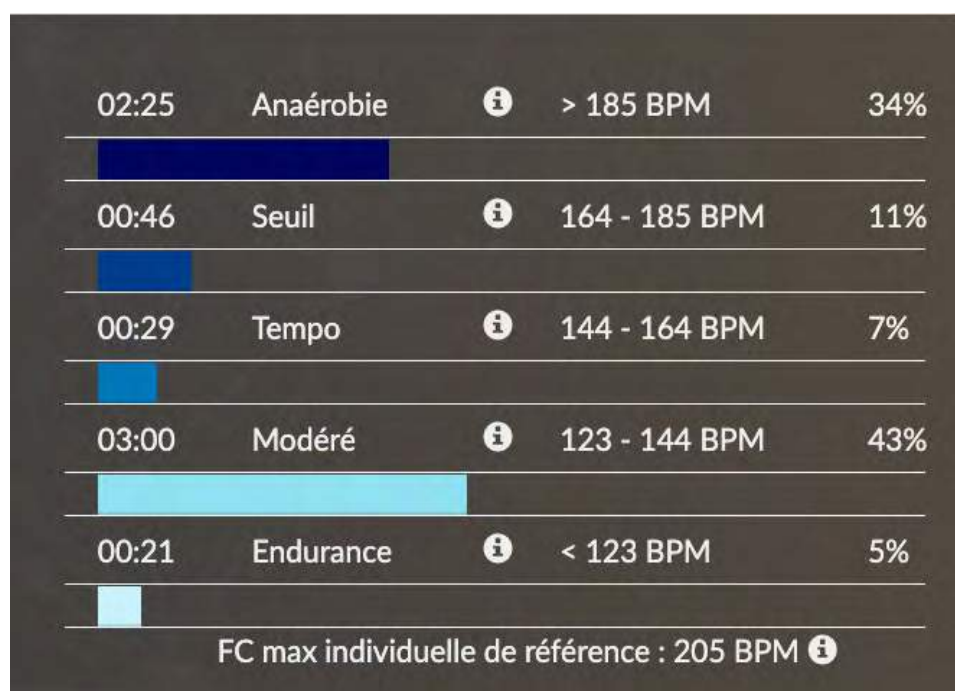 02:25 Anaérobie > 185 BPM 34%
00:46 Seuil 164 - 185 BPM 11%
00:29 Tempo 144 - 164 BPM 7%
03:00 Modéré 123 - 144 BPM 43%
00:21 Endurance < 123 BPM 5%
FC max individuelle de référence : 205 BPM